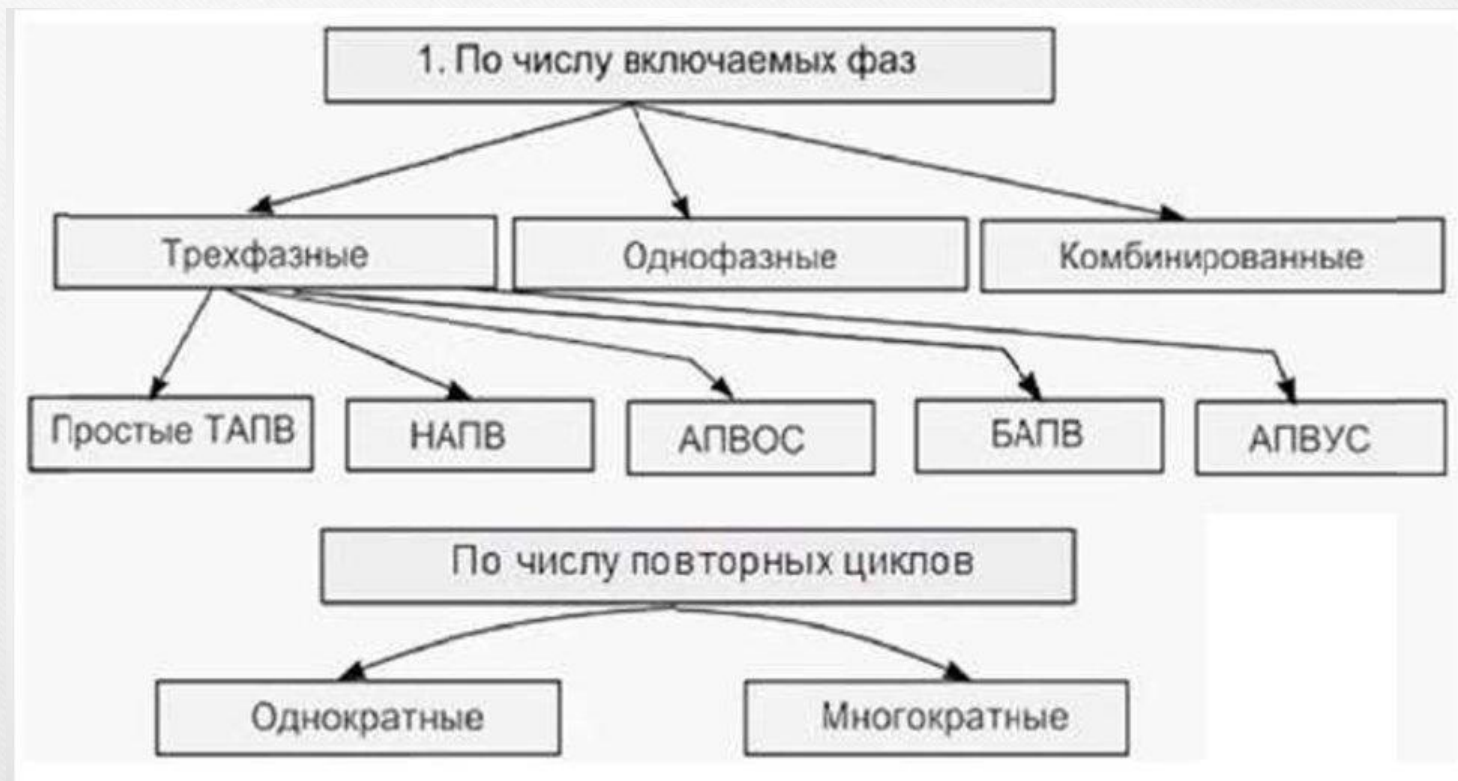 1. По числу включаемых фаз
Трехфазные
Однофазные
Комбинированные
Простые ТАПВ
НАПВ
АПВОС
БАПВ
АПВУС
По числу повторных циклов
Однократные
Многократные